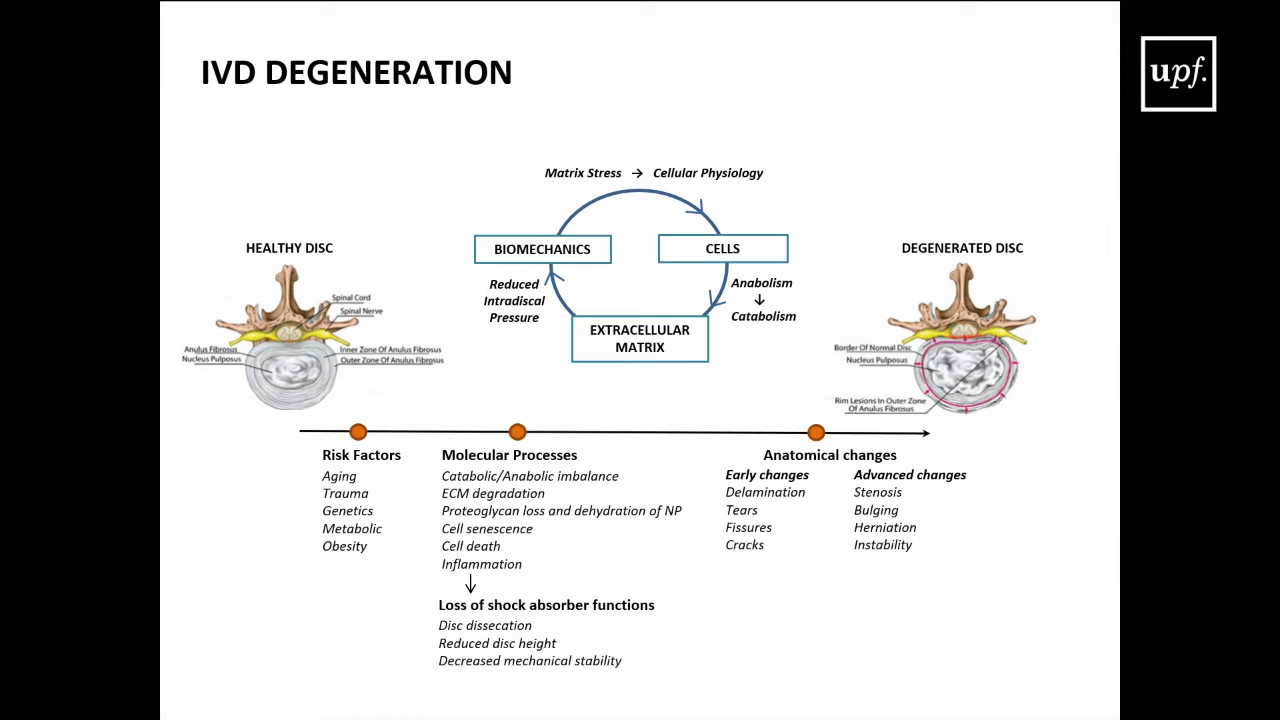 IVD DEGENERATION
upf.
Matrix Stress → Cellular Physiology
BIOMECHANICS
CELLS
Reduced
Intradiscal
Pressure
Anabolism
↓
Catabolism
EXTRACELLULAR
MATRIX
HEALTHY DISC
Spinal Cord
Spinal Nerve
Anulus Fibrosus
Nucleus Pulposus
Inner Zone Of Anulus Fibrosus
Outer Zone Of Anulus Fibrosus
DEGENERATED DISC
Border Of Normal Disc
Nucleus Pulposus
Rim Lesions In Outer Zone
Of Anulus Fibrosus
Risk Factors
Aging
Trauma
Genetics
Metabolic
Obesity
Molecular Processes
Catabolic/Anabolic imbalance
ECM degradation
Proteoglycan loss and dehydration of NP
Cell senescence
Cell death
Inflammation
↓
Loss of shock absorber functions
Disc dissecation
Reduced disc height
Decreased mechanical stability
Anatomical changes
Early changes
Delamination
Tears
Fissures
Cracks
Advanced changes
Stenosis
Bulging
Herniation
Instability